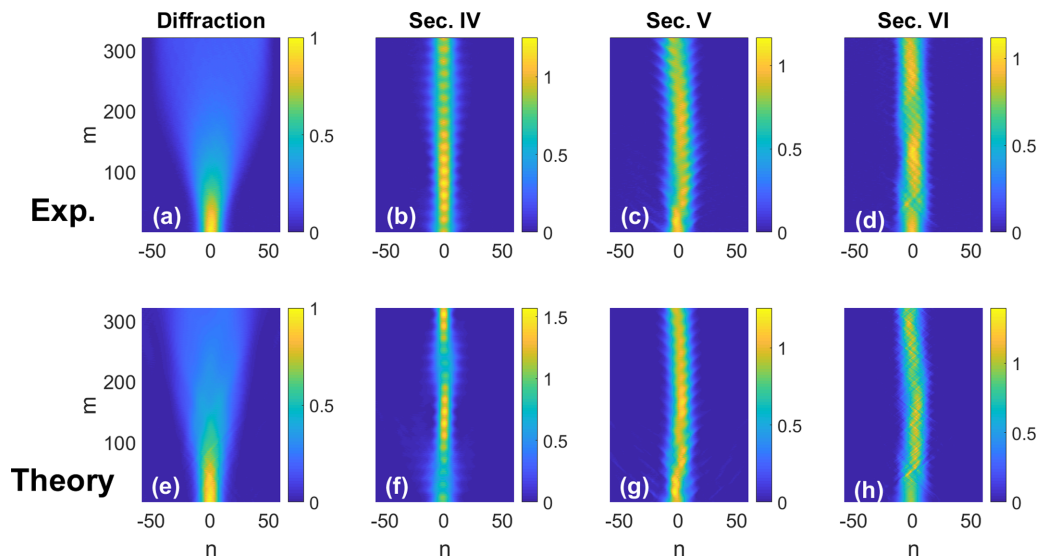 Diffraction Sec. IV Sec. V Sec. VI
300 1 1 1 1
200 0.5 0.5 0.5 0.5
m
100
Exp. (a) (b) (c) (d)
0 0 0 0
-50 0 50 -50 0 50 -50 0 50 -50 0 50
300 1 1.5 1 1
200 0.5 1 0.5 0.5
m
100 0.5
Theory (e) (f) (g) (h)
0 0 0 0
-50 0 50 -50 0 50 -50 0 50 -50 0 50
n n n n